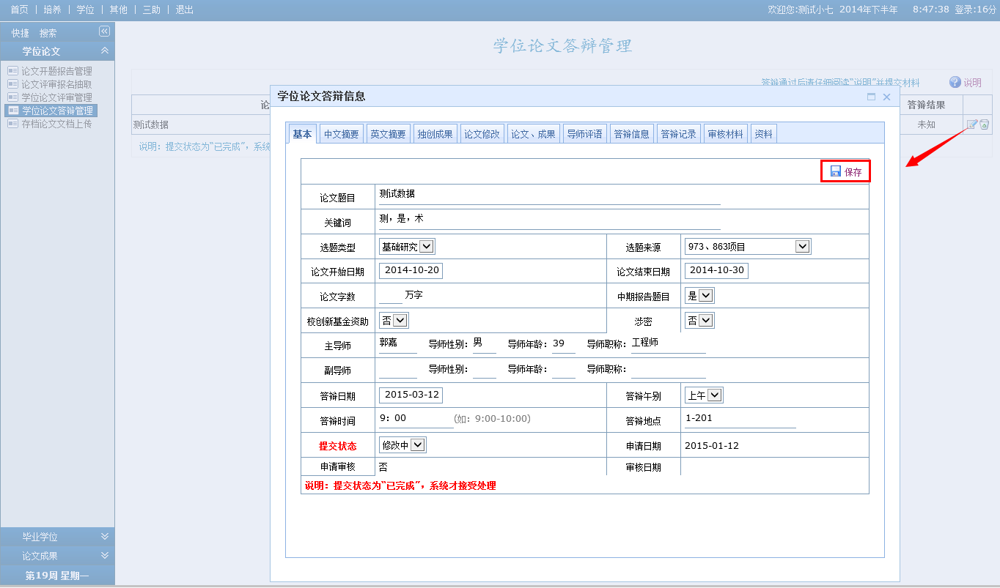 首页 | 培养 | 学位 | 其他 | 三助 | 退出 欢迎您:测试小七 2014年下半年 8:47:38 登录:16分
快捷 搜索
学位论文
论文开题报告管理
论文评审报名抽取
学位论文评审管理
学位论文答辩管理
存档论文文档上传
毕业学位
论文成果
第19周 星期一
学位论文答辩管理
答辩通过后请仔细阅读“说明”并提交材料 说明
论 答辩结果
测试数据 未知
说明：提交状态为“已完成”，系统
学位论文答辩信息
基本 中文摘要 英文摘要 独创成果 论文修改 论文、成果 导师评语 答辩信息 答辩记录 审核材料 资料
保存
论文题目 测试数据
关键词 测，是，术
选题类型 基础研究 选题来源 973、863项目
论文开始日期 2014-10-20 论文结束日期 2014-10-30
论文字数 万字 中期报告题目 是
校创新基金资助 否 涉密 否
主导师 郭嘉 导师性别: 男 导师年龄: 39 导师职称: 工程师
副导师 导师性别: 导师年龄: 导师职称:
答辩日期 2015-03-12 答辩午别 上午
答辩时间 9：00 (如: 9:00-10:00) 答辩地点 1-201
提交状态 修改中 申请日期 2015-01-12
申请审核 否 审核日期
说明：提交状态为“已完成”，系统才接受处理